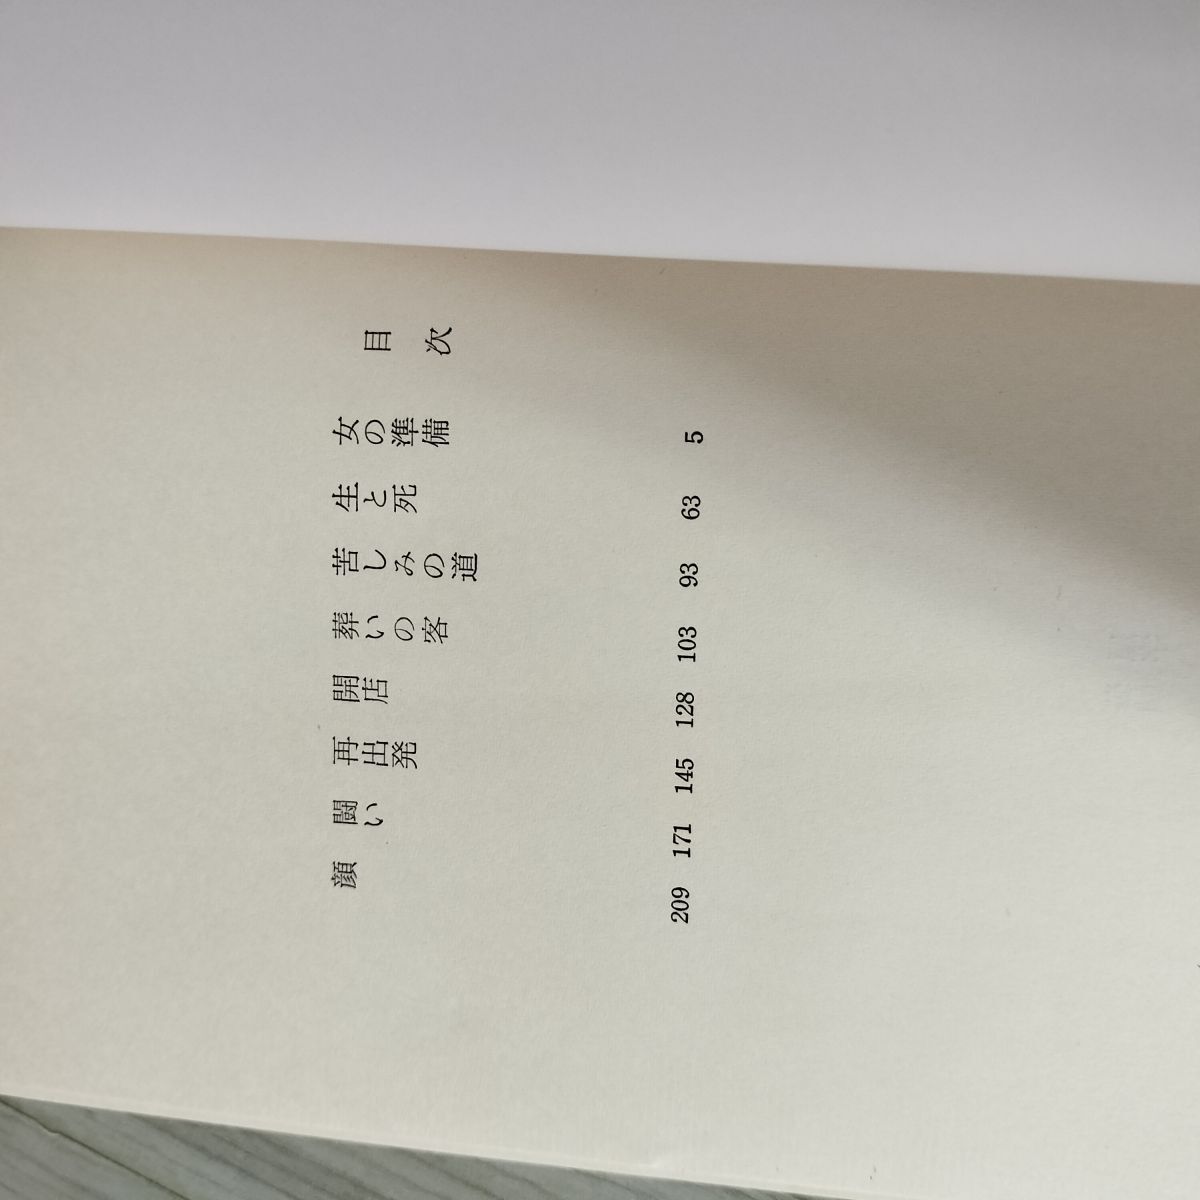 目次
女の準備 5
生と死 63
苦しみの道 93
葬いの客 103
開店 128
再出発 145
闘い 171
顔 209